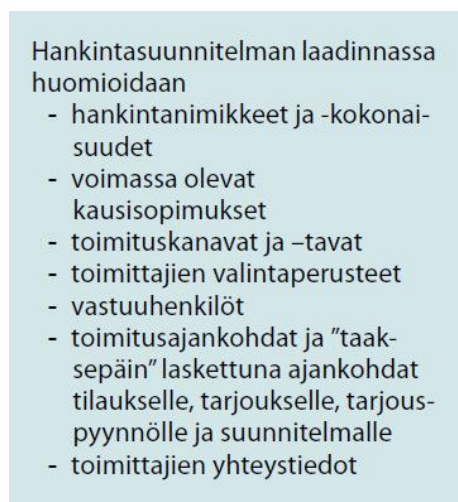 Hankintasuunnitelman laadinnassa
huomioidaan
- hankintanimikkeet ja -kokonai-
suudet
- voimassa olevat
kausisopimukset
- toimituskanavat ja –tavat
- toimittajien valintaperusteet
- vastuuhenkilöt
- toimitusajankohdat ja ”taak-
sepäin” laskettuna ajankohdat
tilaukselle, tarjoukselle, tarjous-
pyynnölle ja suunnitelmalle
- toimittajien yhteystiedot